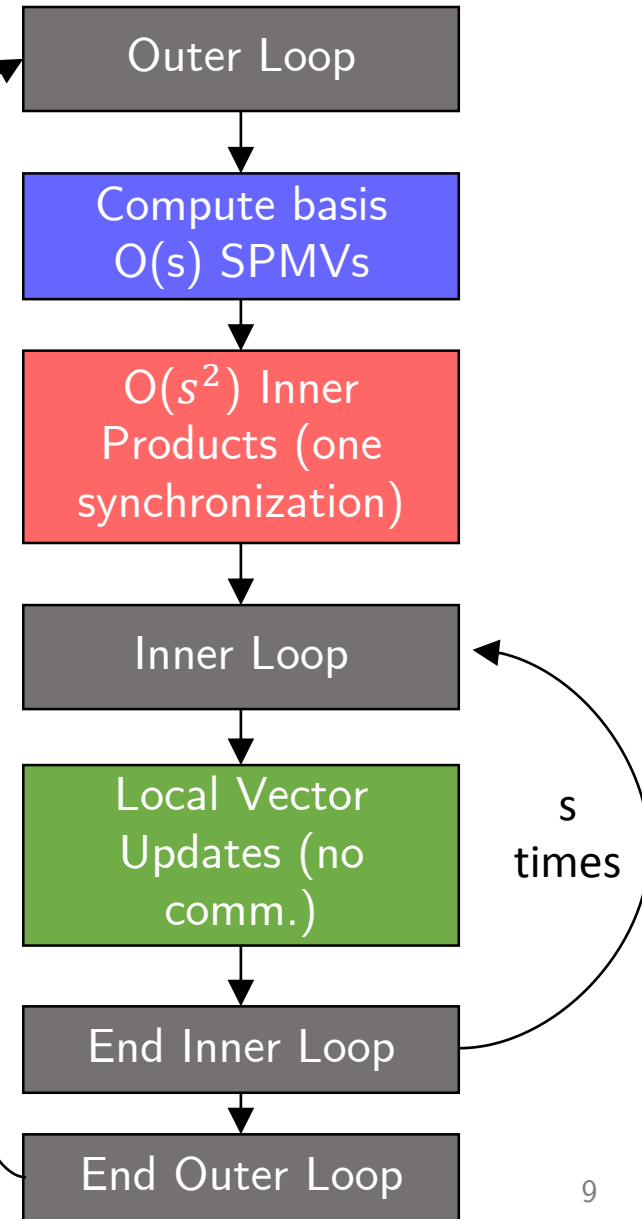 Outer Loop
Compute basis
O(s) SPMVs
O(s²) Inner
Products (one
synchronization)
Inner Loop
Local Vector
Updates (no
comm.)
s
times
End Inner Loop
End Outer Loop
9